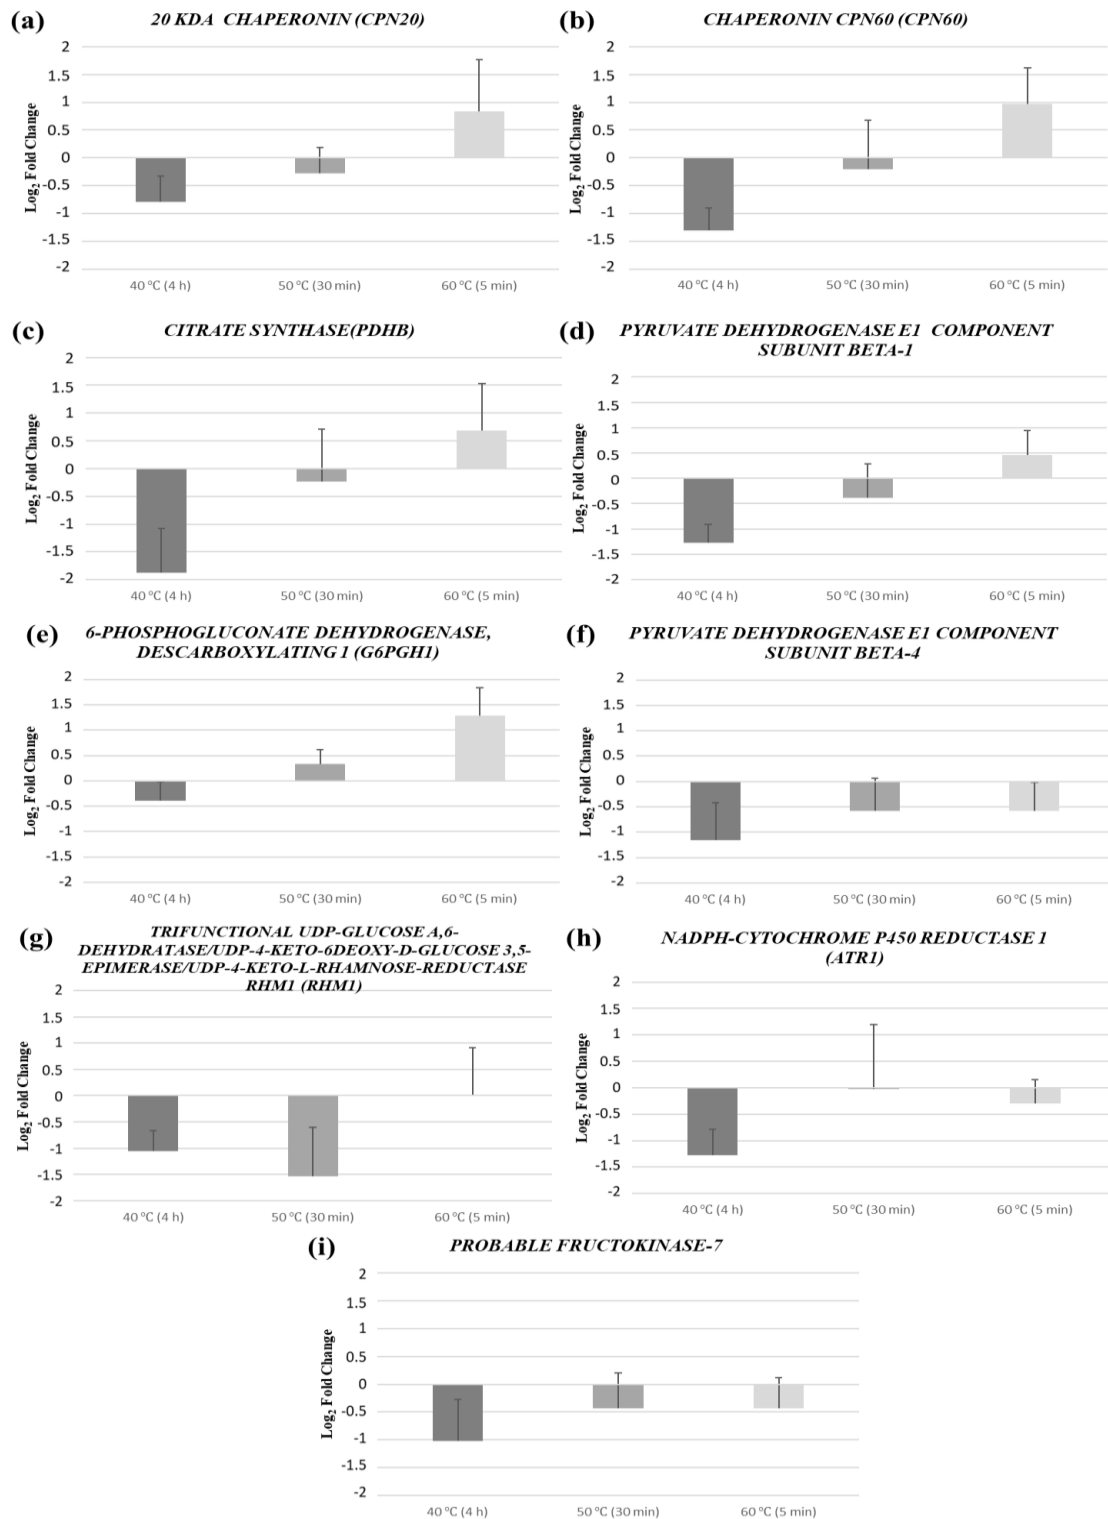 (a) 20 KDA CHAPERONIN (CPN20)
Log2 Fold Change
2
1.5
1
0.5
0
-0.5
-1
-1.5
-2
40 °C (4 h) 50 °C (30 min) 60 °C (5 min)
(b) CHAPERONIN CPN60 (CPN60)
Log2 Fold Change
2
1.5
1
0.5
0
-0.5
-1
-1.5
-2
40 °C (4 h) 50 °C (30 min) 60 °C (5 min)
(c) CITRATE SYNTHASE(PDHB)
Log2 Fold Change
2
1.5
1
0.5
0
-0.5
-1
-1.5
-2
40 °C (4 h) 50 °C (30 min) 60 °C (5 min)
(d) PYRUVATE DEHYDROGENASE E1 COMPONENT
SUBUNIT BETA-1
Log2 Fold Change
2
1.5
1
0.5
0
-0.5
-1
-1.5
-2
40 °C (4 h) 50 °C (30 min) 60 °C (5 min)
(e) 6-PHOSPHOGLUCONATE DEHYDROGENASE,
DESCARBOXYLATING 1 (G6PGH1)
Log2 Fold Change
2
1.5
1
0.5
0
-0.5
-1
-1.5
-2
40 °C (4 h) 50 °C (30 min) 60 °C (5 min)
(f) PYRUVATE DEHYDROGENASE E1 COMPONENT
SUBUNIT BETA-4
Log2 Fold Change
2
1.5
1
0.5
0
-0.5
-1
-1.5
-2
40 °C (4 h) 50 °C (30 min) 60 °C (5 min)
(g) TRIFUNCTIONAL UDP-GLUCOSE A,6-
DEHYDRATASE/UDP-4-KETO-6DEOXY-D-GLUCOSE 3,5-
EPIMERASE/UDP-4-KETO-L-RHAMNOSE-REDUCTASE
RHM1 (RHM1)
Log2 Fold Change
2
1.5
1
0.5
0
-0.5
-1
-1.5
-2
40 °C (4 h) 50 °C (30 min) 60 °C (5 min)
(h) NADPH-CYTOCHROME P450 REDUCTASE 1
(ATR1)
Log2 Fold Change
2
1.5
1
0.5
0
-0.5
-1
-1.5
-2
40 °C (4 h) 50 °C (30 min) 60 °C (5 min)
(i) PROBABLE FRUCTOKINASE-7
Log2 Fold Change
2
1.5
1
0.5
0
-0.5
-1
-1.5
-2
40 °C (4 h) 50 °C (30 min) 60 °C (5 min)